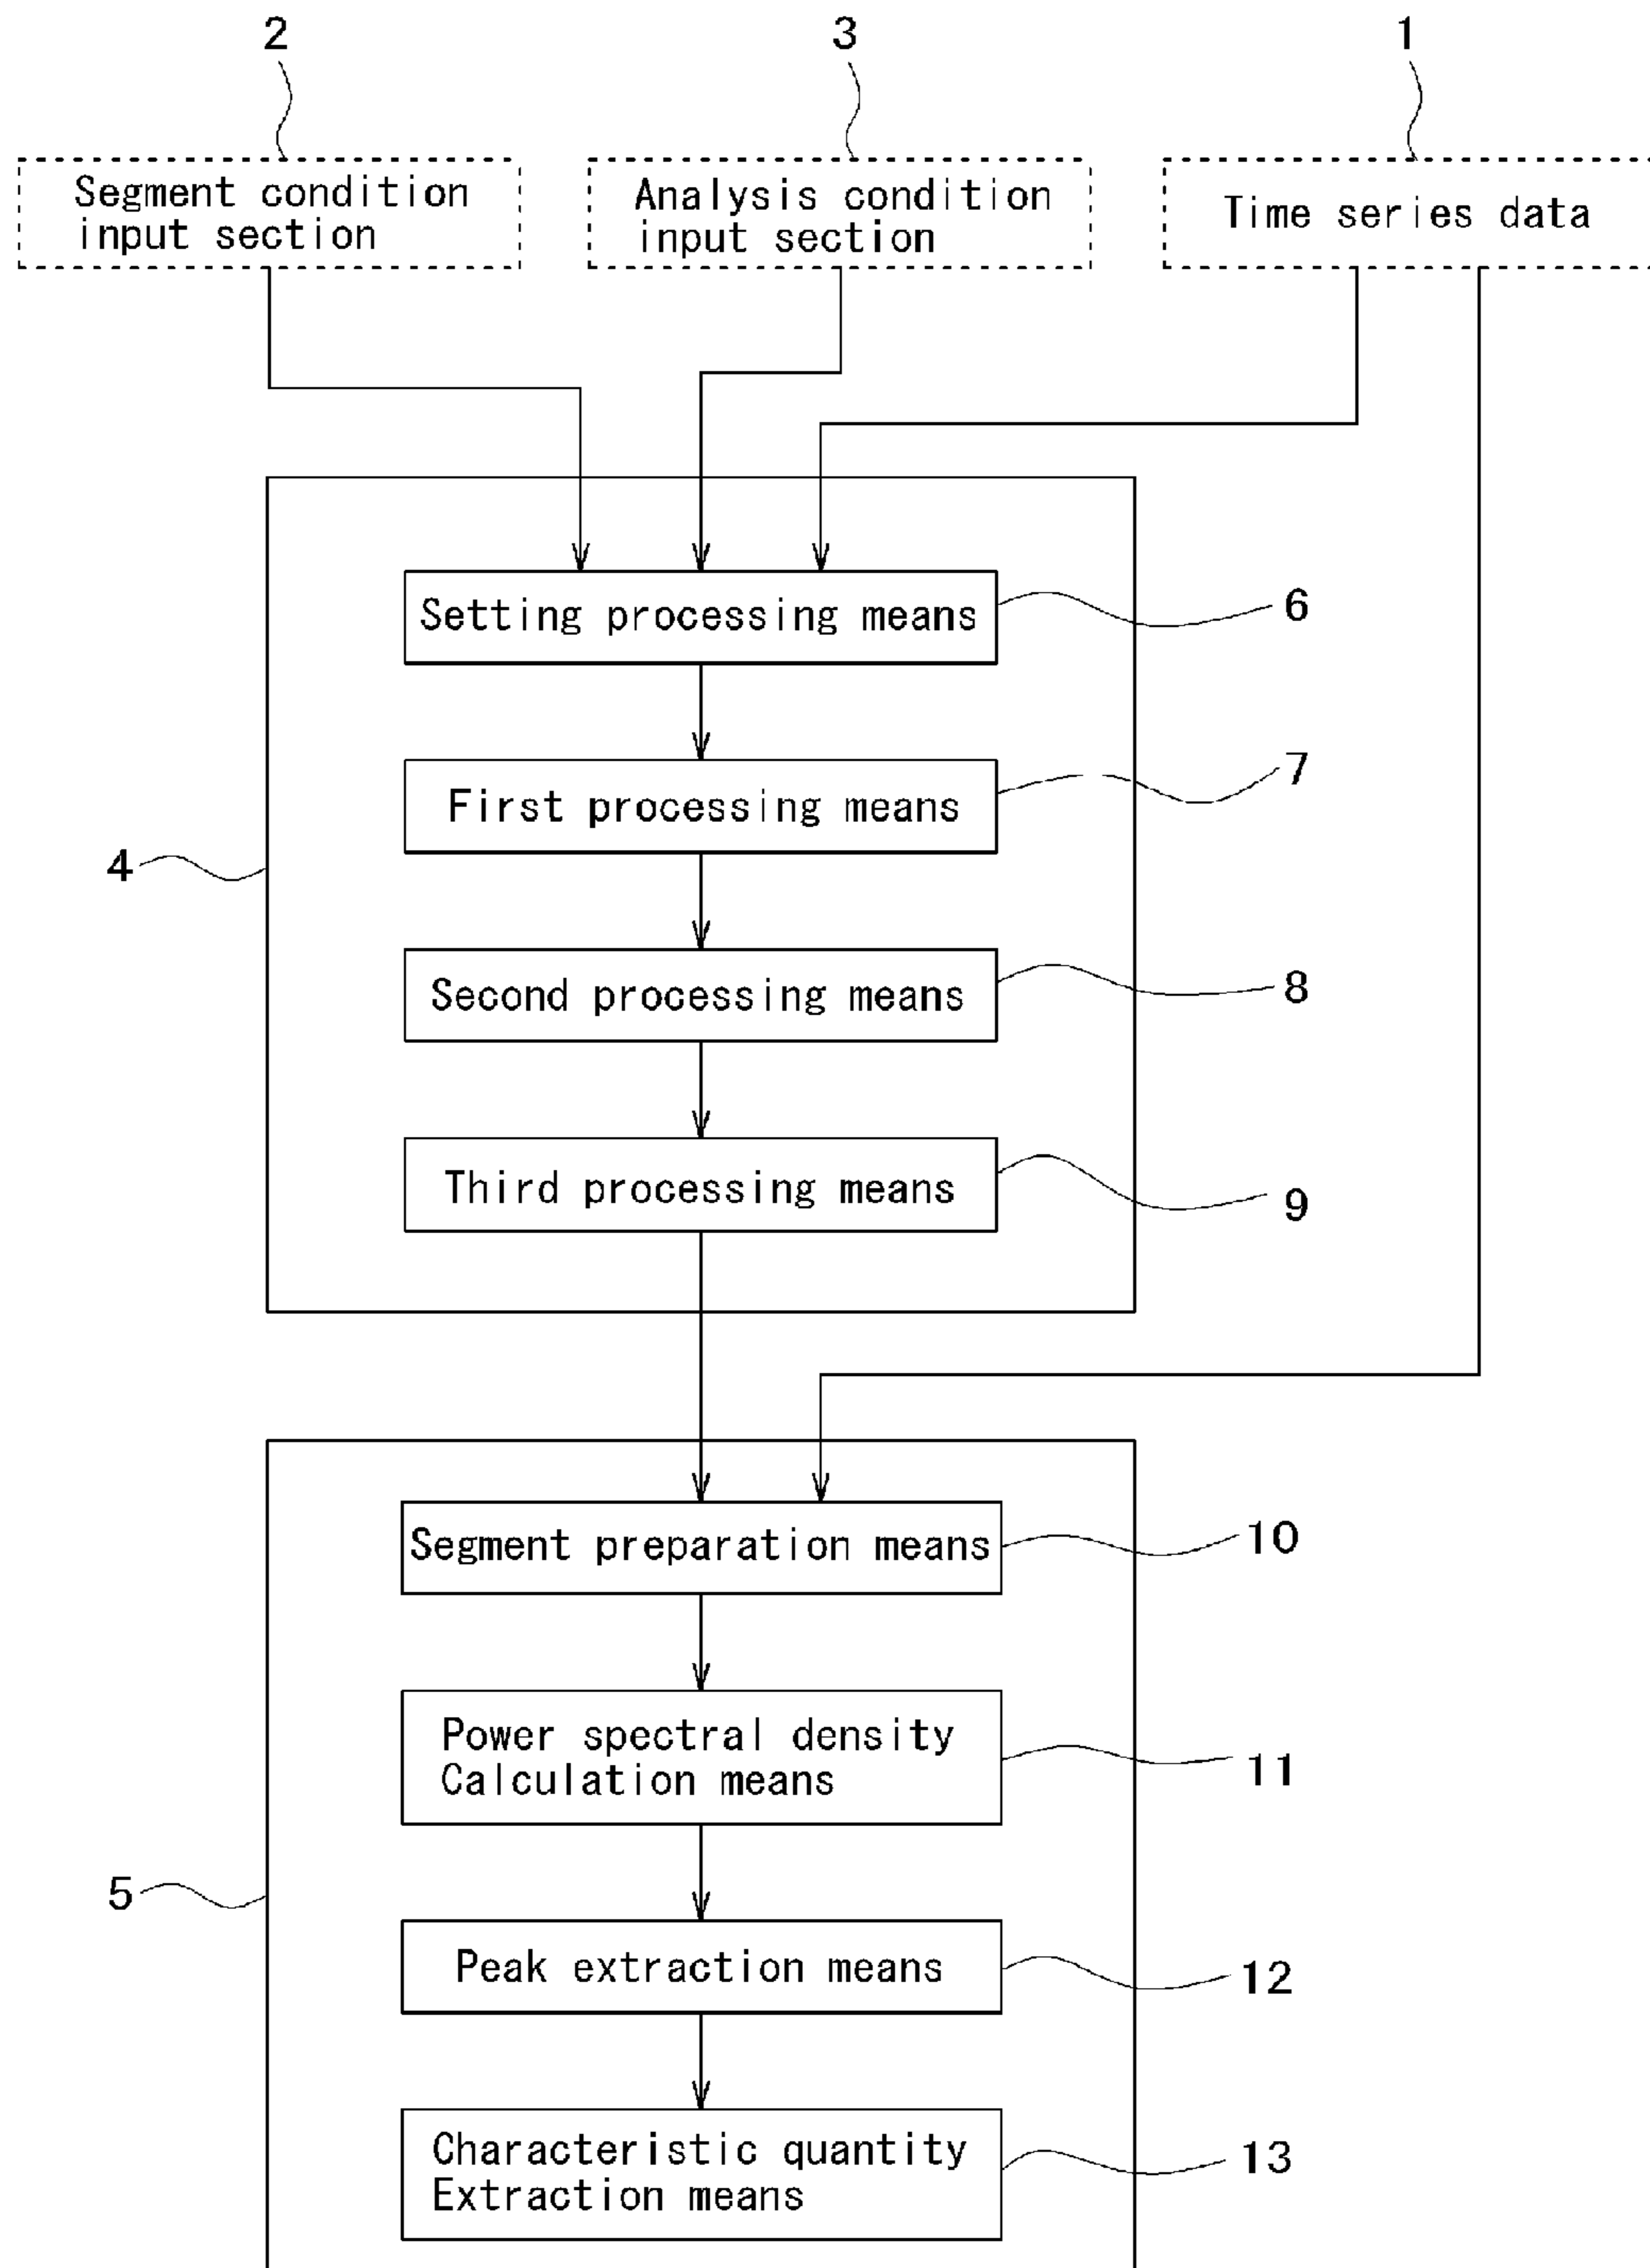 2
3
1
Segment condition
input section
Analysis condition
input section
Time series data
Setting processing means
6
First processing means
7
4
Second processing means
8
Third processing means
9
Segment preparation means
10
Power spectral density
Calculation means
11
5
Peak extraction means
12
Characteristic quantity
Extraction means
13